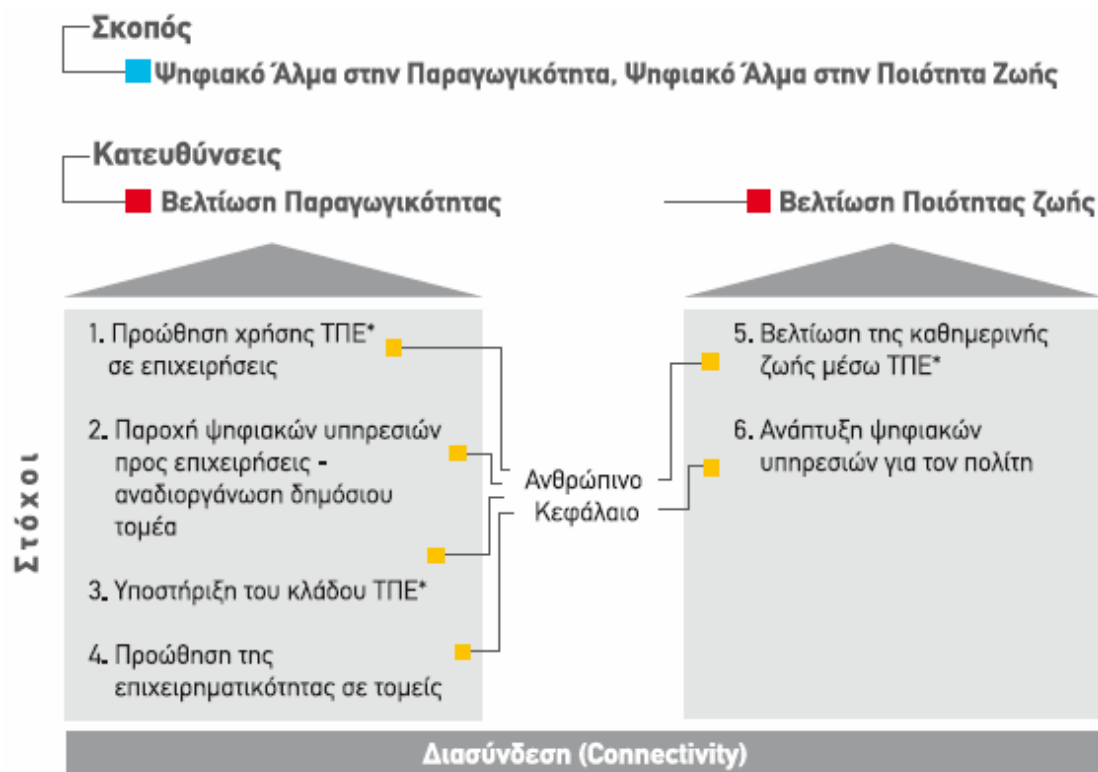 Σκοπός
Ψηφιακό Άλμα στην Παραγωγικότητα, Ψηφιακό Άλμα στην Ποιότητα Ζωής
Κατευθύνσεις
Βελτίωση Παραγωγικότητας
Βελτίωση Ποιότητας ζωής
Στόχοι
1. Προώθηση χρήσης ΤΠΕ*
σε επιχειρήσεις
2. Παροχή ψηφιακών υπηρεσιών
προς επιχειρήσεις -
αναδιοργάνωση δημόσιου
τομέα
3. Υποστήριξη του κλάδου ΤΠΕ*
4. Προώθηση της
επιχειρηματικότητας σε τομείς
Ανθρώπινο
Κεφάλαιο
5. Βελτίωση της καθημερινής
ζωής μέσω ΤΠΕ*
6. Ανάπτυξη ψηφιακών
υπηρεσιών για τον πολίτη
Διασύνδεση (Connectivity)